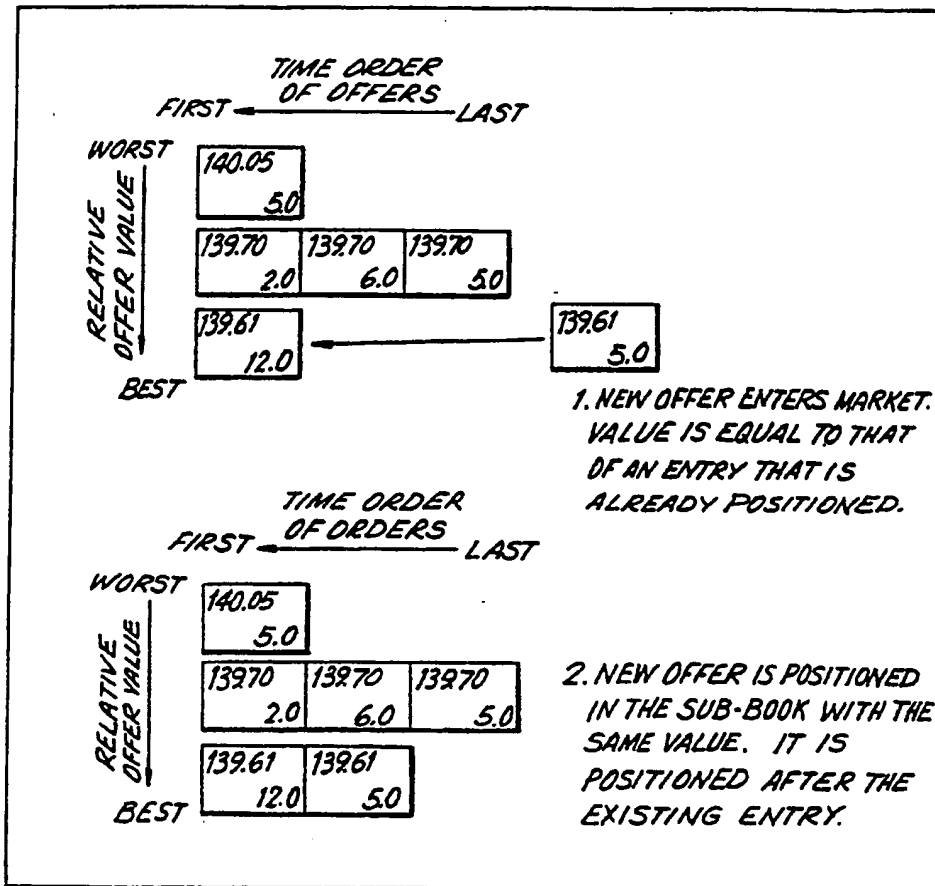 TIME ORDER
OF OFFERS
FIRST LAST
WORST
RELATIVE
OFFER VALUE
BEST
140.05
5.0
139.70 139.70 139.70
2.0 6.0 5.0
139.61 139.61
12.0 5.0
1. NEW OFFER ENTERS MARKET.
VALUE IS EQUAL TO THAT
OF AN ENTRY THAT IS
ALREADY POSITIONED.
TIME ORDER
OF ORDERS
FIRST LAST
WORST
RELATIVE
OFFER VALUE
BEST
140.05
5.0
139.70 139.70 139.70
2.0 6.0 5.0
139.61 139.61
12.0 5.0
2. NEW OFFER IS POSITIONED
IN THE SUB-BOOK WITH THE
SAME VALUE. IT IS
POSITIONED AFTER THE
EXISTING ENTRY.